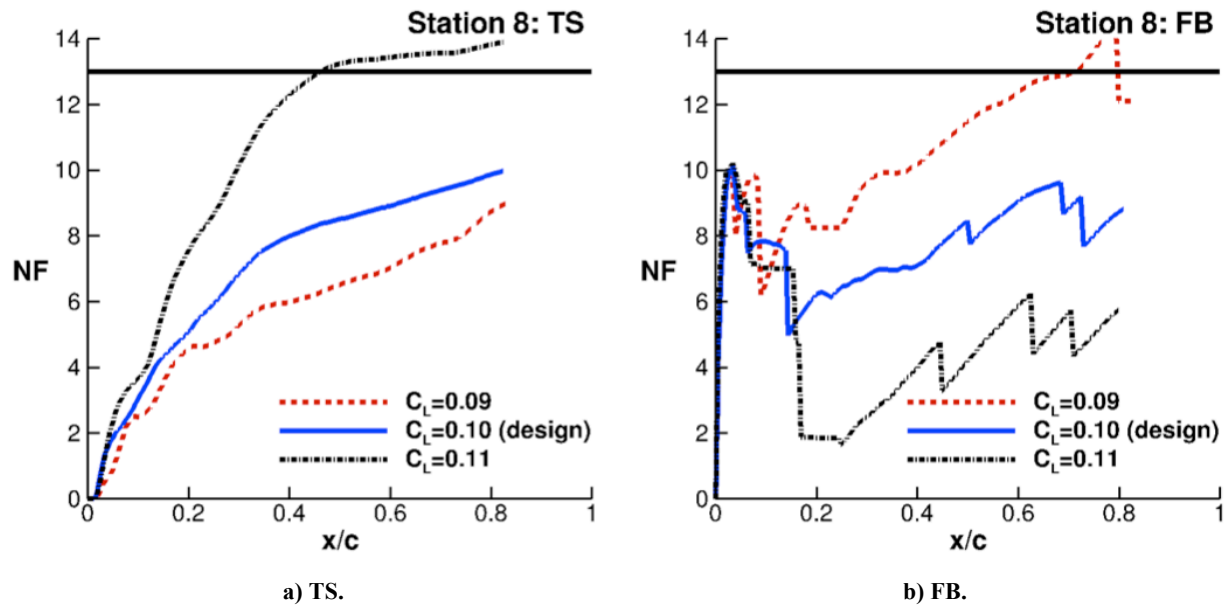 Station 8: TS
14
12
10
8
NF
6
4
2
0
C_L=0.09
C_L=0.10 (design)
C_L=0.11
0 0.2 0.4 0.6 0.8 1
x/c
a) TS.
Station 8: FB
14
12
10
8
NF
6
4
2
0
C_L=0.09
C_L=0.10 (design)
C_L=0.11
0 0.2 0.4 0.6 0.8 1
x/c
b) FB.